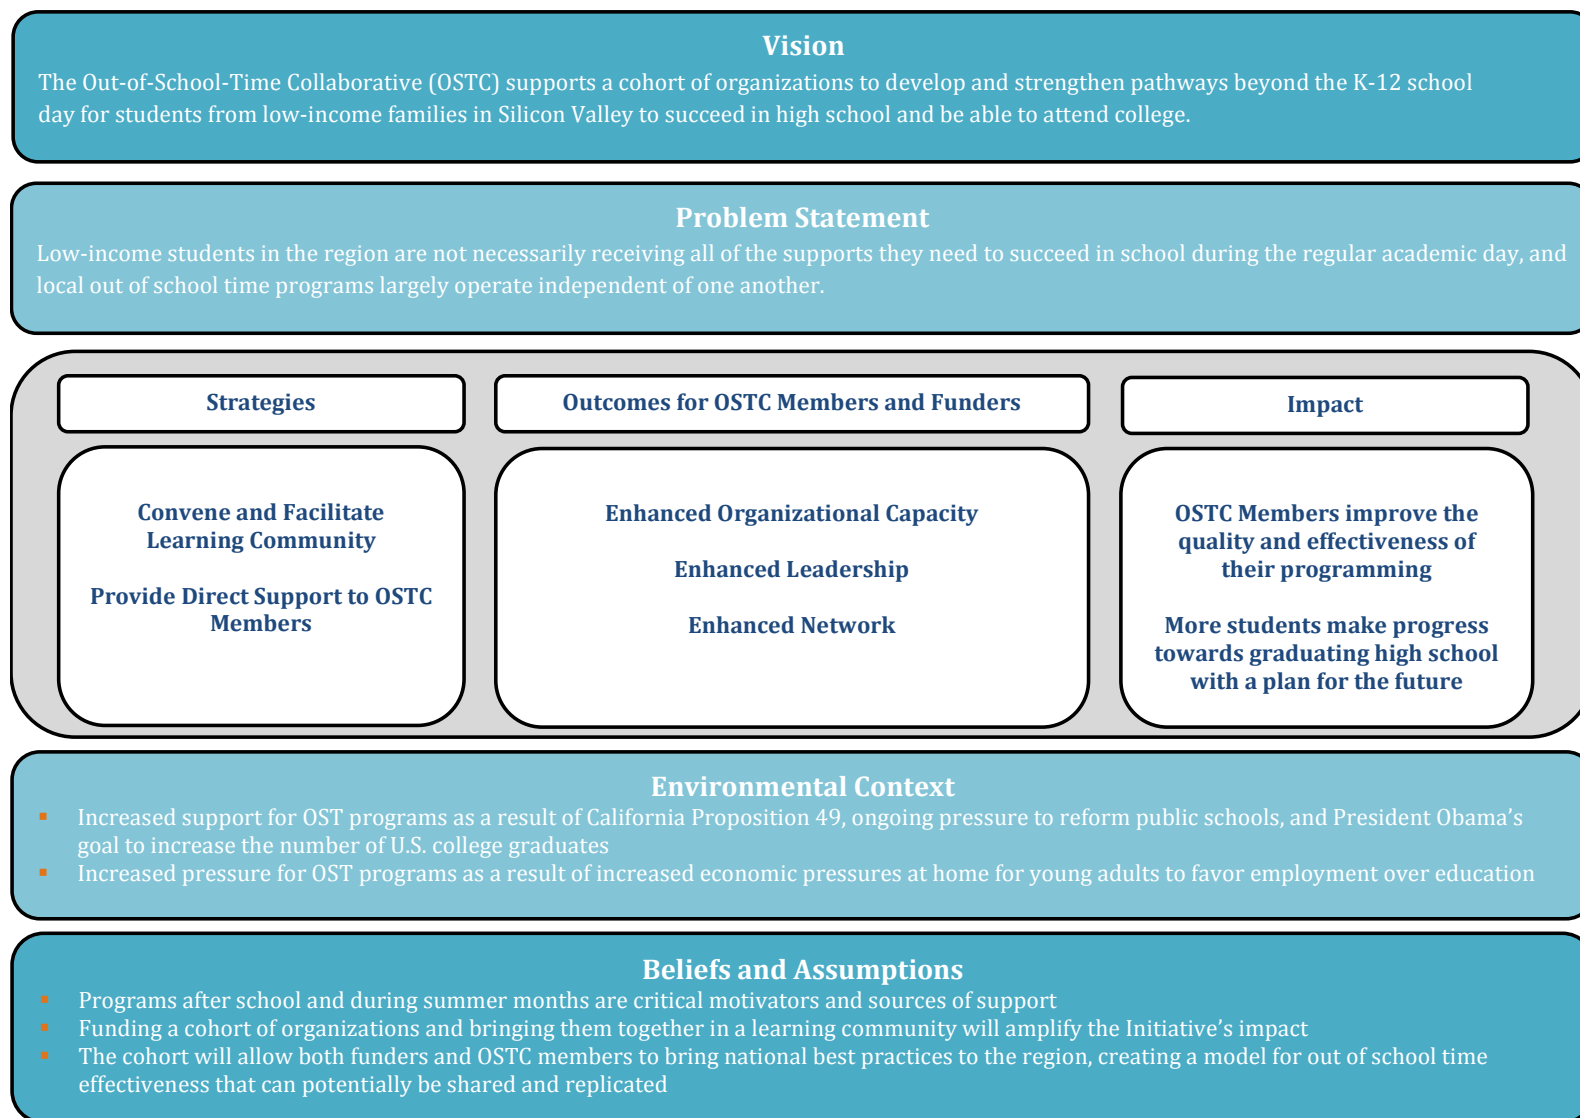 Vision
The Out-of-School-Time Collaborative (OSTC) supports a cohort of organizations to develop and strengthen pathways beyond the K-12 school
day for students from low-income families in Silicon Valley to succeed in high school and be able to attend college.
Problem Statement
Low-income students in the region are not necessarily receiving all of the supports they need to succeed in school during the regular academic day, and
local out of school time programs largely operate independent of one another.
Strategies
Convene and Facilitate
Learning Community
Provide Direct Support to OSTC
Members
Outcomes for OSTC Members and Funders
Enhanced Organizational Capacity
Enhanced Leadership
Enhanced Network
Impact
OSTC Members improve the
quality and effectiveness of
their programming
More students make progress
towards graduating high school
with a plan for the future
Environmental Context
▪ Increased support for OST programs as a result of California Proposition 49, ongoing pressure to reform public schools, and President Obama's
goal to increase the number of U.S. college graduates
▪ Increased pressure for OST programs as a result of increased economic pressures at home for young adults to favor employment over education
Beliefs and Assumptions
▪ Programs after school and during summer months are critical motivators and sources of support
▪ Funding a cohort of organizations and bringing them together in a learning community will amplify the Initiative's impact
▪ The cohort will allow both funders and OSTC members to bring national best practices to the region, creating a model for out of school time
effectiveness that can potentially be shared and replicated